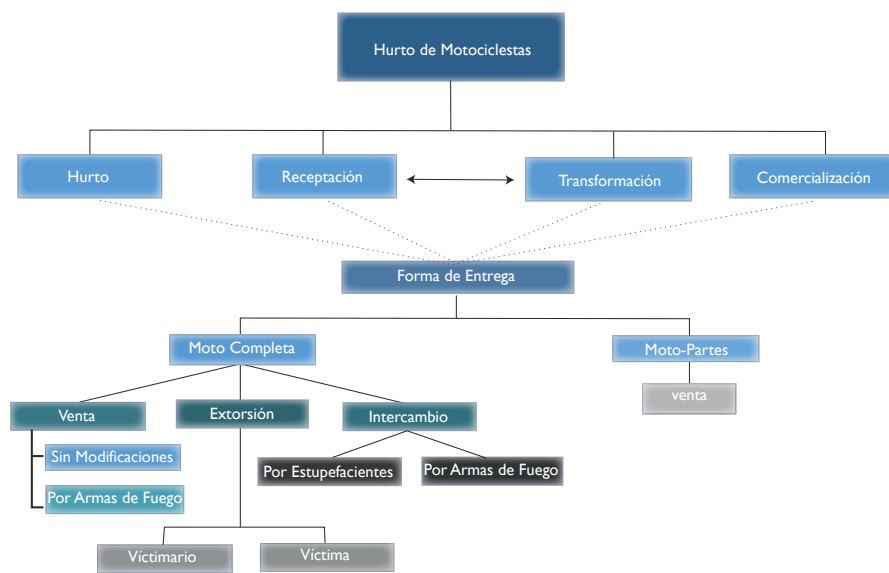 Hurto de Motociclestas
Hurto
Receptación
Transformación
Comercialización
Forma de Entrega
Moto Completa
Moto-Partes
venta
Venta
Extorsión
Intercambio
Sin Modificaciones
Por Estupefacientes
Por Armas de Fuego
Por Armas de Fuego
Víctimario
Víctima